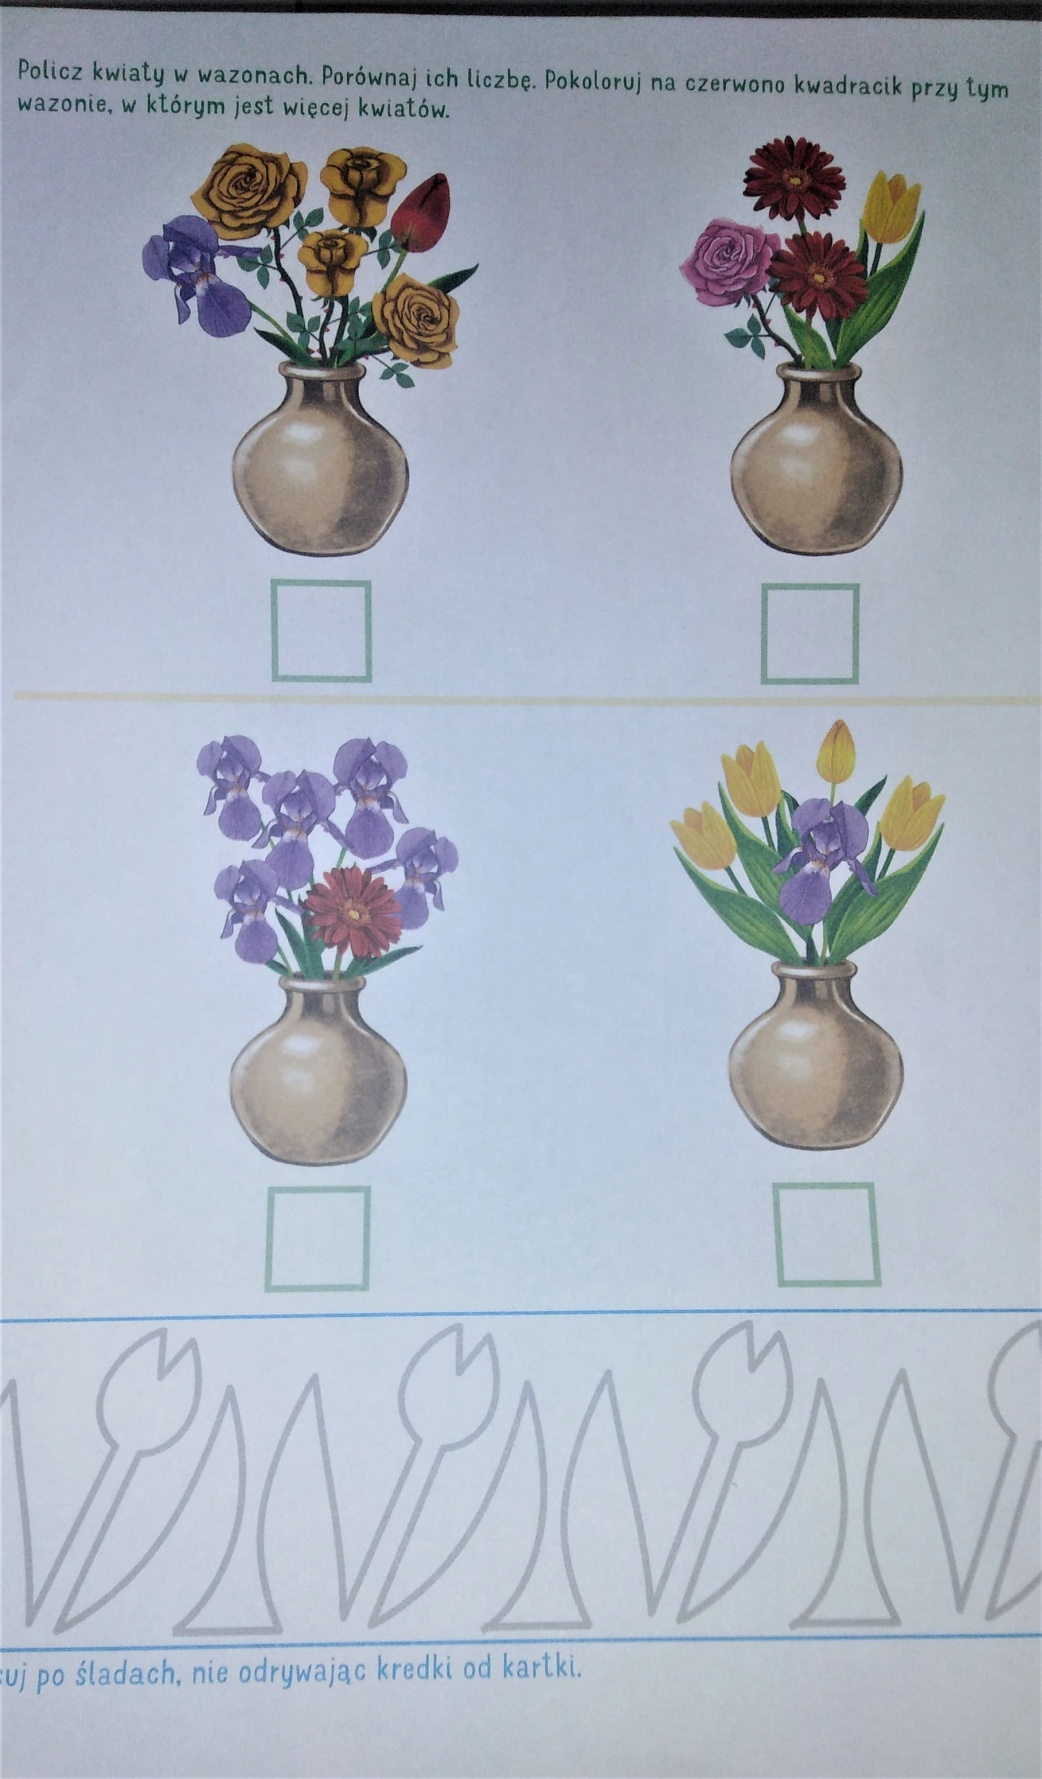 Policz kwiaty w wazonach. Porównaj ich liczbę. Pokoloruj na czerwono kwadracik przy tym
wazonie, w którym jest więcej kwiatów.
po śladach, nie odrywając kredki od kartki.